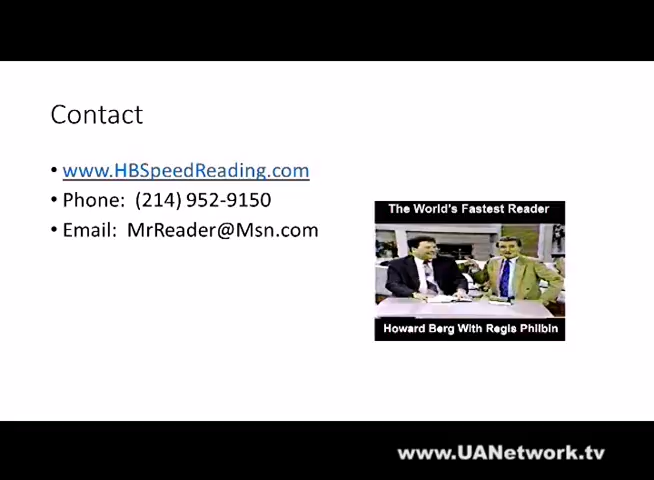 Contact
• www.HBSpeedReading.com
• Phone: (214) 952-9150
• Email: MrReader@Msn.com
The World's Fastest Reader
Howard Berg With Regis Philbin
www.UANetwork.tv